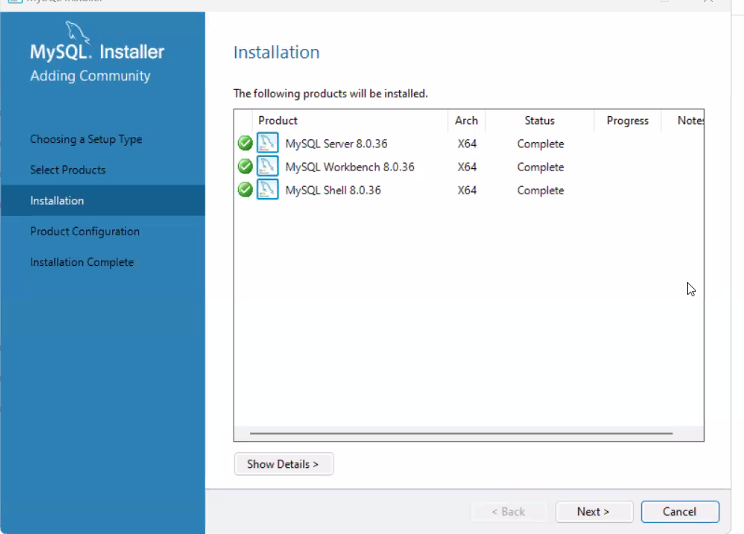 MySQL. Installer
Adding Community
Choosing a Setup Type
Select Products
Installation
Product Configuration
Installation Complete
Installation
The following products will be installed.
Product Arch Status Progress Notes
MySQL Server 8.0.36 X64 Complete
MySQL Workbench 8.0.36 X64 Complete
MySQL Shell 8.0.36 X64 Complete
Show Details >
< Back Next > Cancel